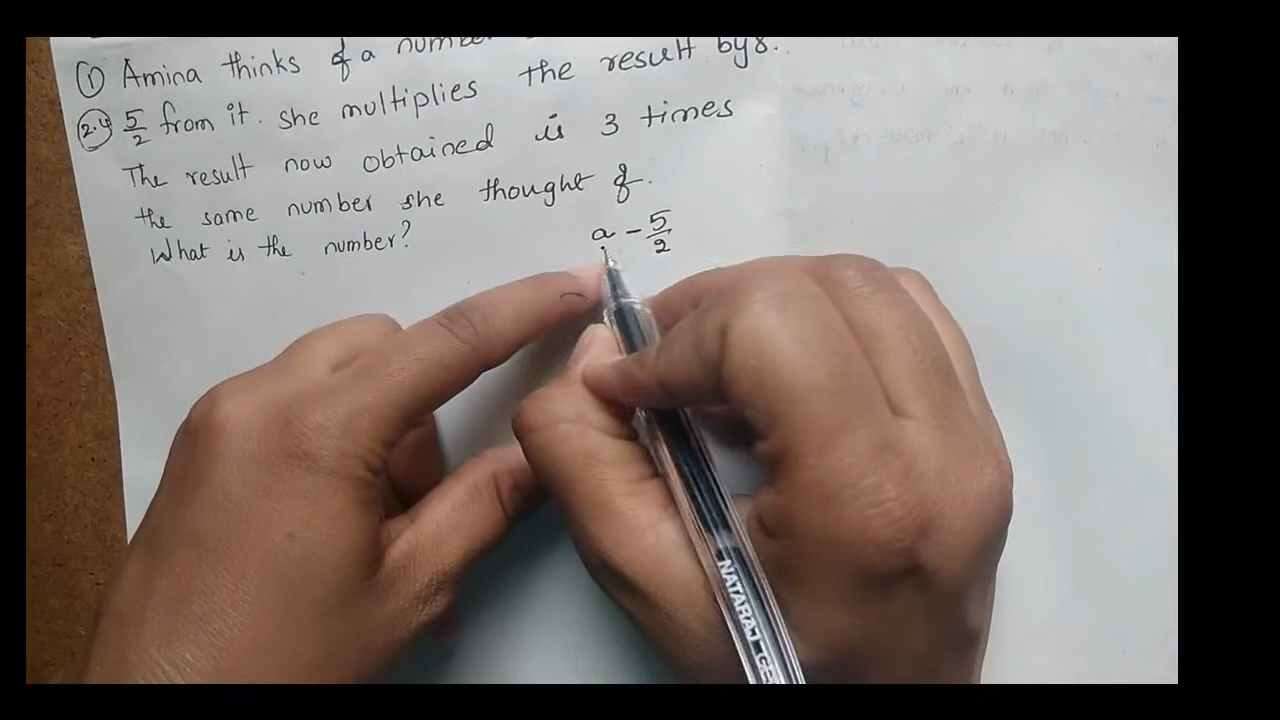 ① Amina thinks of a number
2.4 5/2 from it. She multiplies the result by 8.
The result now obtained is 3 times
the same number she thought of.
What is the number?
a - 5/2
NATARAJ